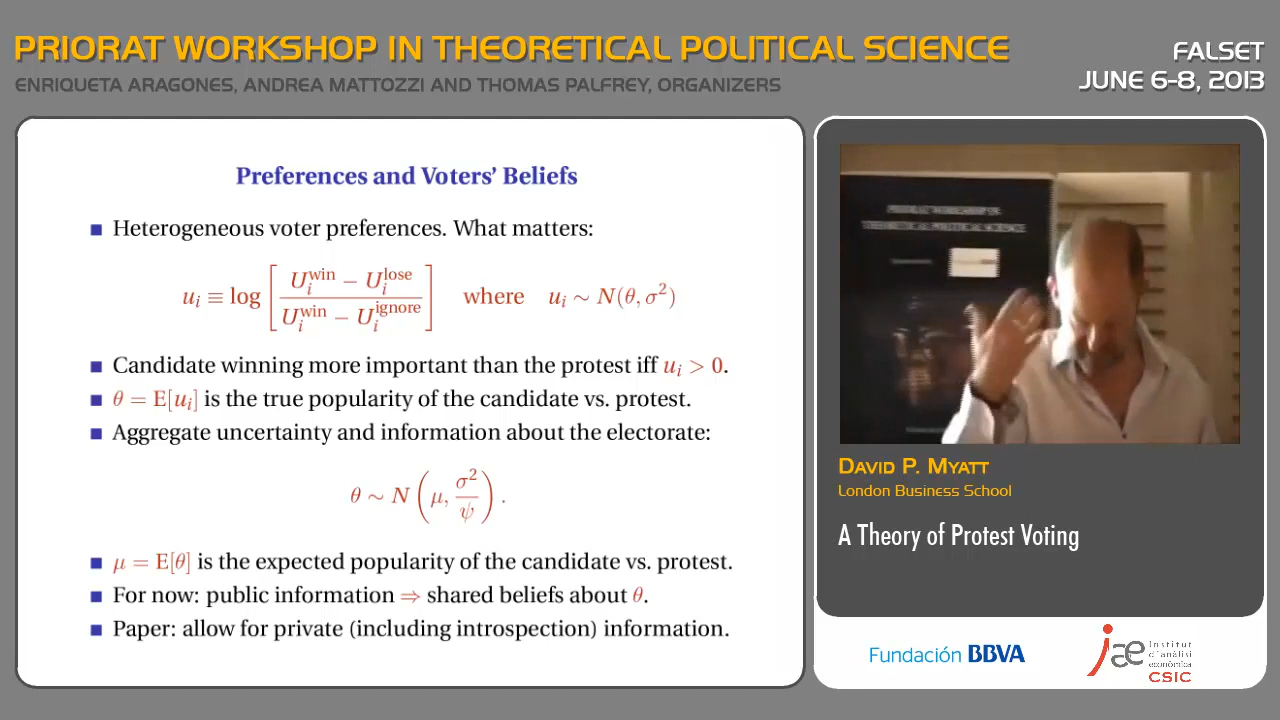 PRIORAT WORKSHOP IN THEORETICAL POLITICAL SCIENCE
ENRIQUETA ARAGONES, ANDREA MATTOZZI AND THOMAS PALFREY, ORGANIZERS
FALSET
JUNE 6-8, 2013
Preferences and Voters' Beliefs
■ Heterogeneous voter preferences. What matters:
u_i ≡ log [ (U_i^win − U_i^lose) / (U_i^win − U_i^ignore) ] where u_i ∼ N(θ, σ²)
■ Candidate winning more important than the protest iff u_i > 0.
■ θ = E[u_i] is the true popularity of the candidate vs. protest.
■ Aggregate uncertainty and information about the electorate:
θ ∼ N ( μ, σ²/ψ ) .
■ μ = E[θ] is the expected popularity of the candidate vs. protest.
■ For now: public information ⇒ shared beliefs about θ.
■ Paper: allow for private (including introspection) information.
DAVID P. MYATT
London Business School
A Theory of Protest Voting
Fundación BBVA
iae
Institut
d'anàlisi
econòmica
CSIC